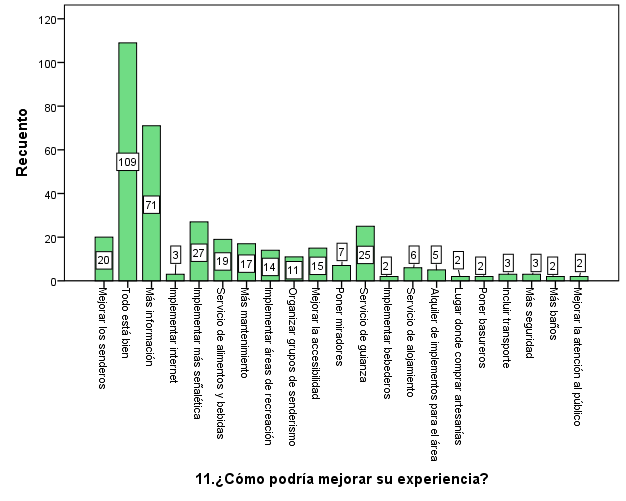 120
100
80
60
40
20
0
Recuento
20
109
71
3
27
19
17
14
11
15
7
25
2
6
5
2
2
3
3
2
2
Mejorar los senderos
Todo está bien
Más información
Implementar internet
Implementar más señalética
Servicio de alimentos y bebidas
Más mantenimiento
Implementar áreas de recreación
Organizar grupos de senderismo
Mejorar la accesibilidad
Poner miradores
Servicio de guianza
Implementar bebederos
Servicio de alojamiento
Alquiler de implementos para el área
Lugar donde comprar artesanías
Poner basureros
Incluir transporte
Más seguridad
Más baños
Mejorar la atención al público
11.¿Cómo podría mejorar su experiencia?